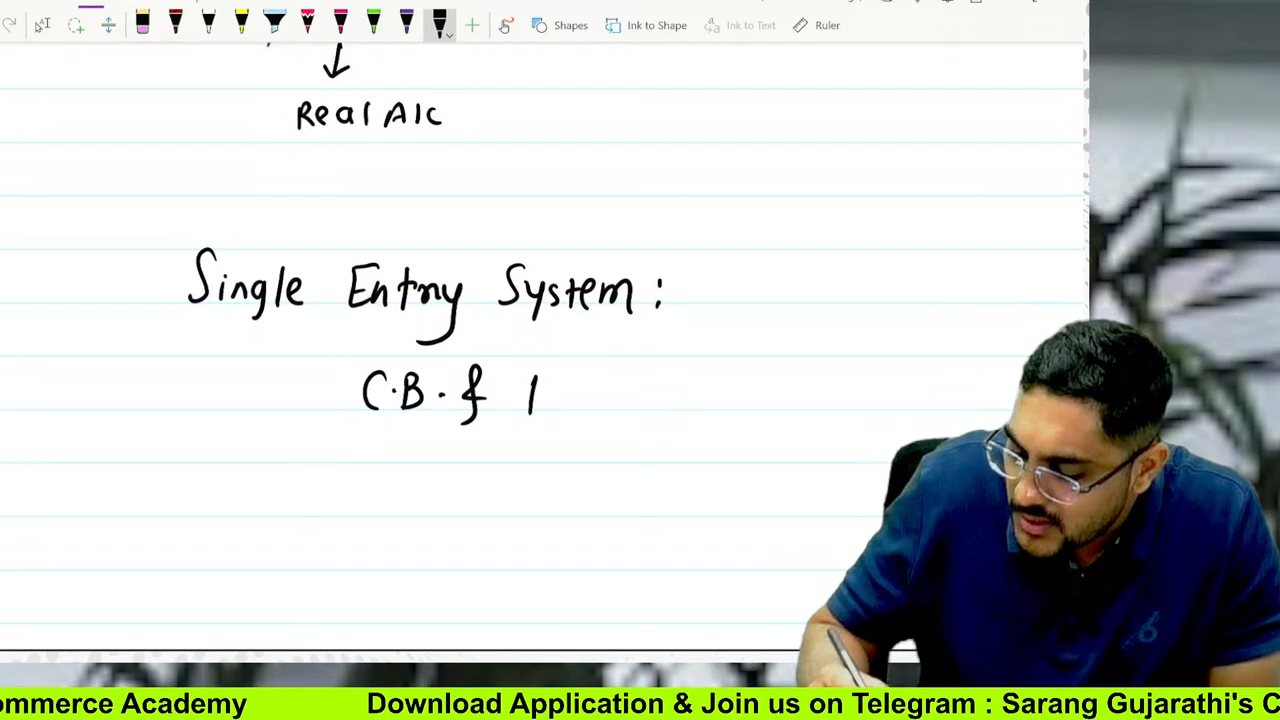 Shapes Ink to Shape Ink to Text Ruler
Real A/c
Single Entry System:
C.B. &
ommerce Academy Download Application & Join us on Telegram : Sarang Gujarathi's C